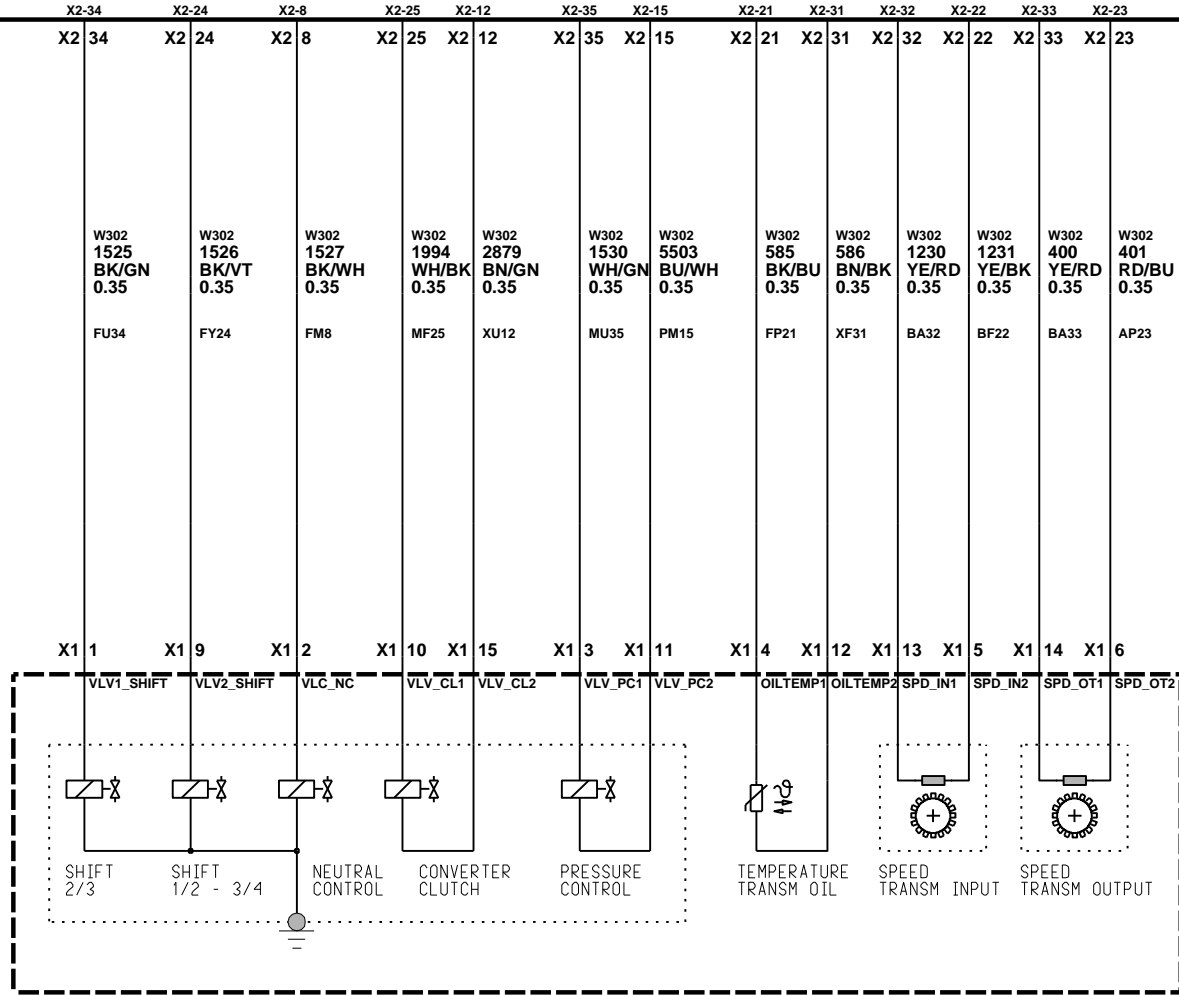 X2-34 X2-24 X2-8 X2-25 X2-12 X2-35 X2-15 X2-21 X2-31 X2-32 X2-22 X2-33 X2-23
X2 34 X2 24 X2 8 X2 25 X2 12 X2 35 X2 15 X2 21 X2 31 X2 32 X2 22 X2 33 X2 23
W302 W302 W302 W302 W302 W302 W302 W302 W302 W302 W302 W302 W302
1525 1526 1527 1994 2879 1530 5503 585 586 1230 1231 400 401
BK/GN BK/VT BK/WH WH/BK BN/GN WH/GN BU/WH BK/BU BN/BK YE/RD YE/BK YE/RD RD/BU
0.35 0.35 0.35 0.35 0.35 0.35 0.35 0.35 0.35 0.35 0.35 0.35 0.35
FU34 FY24 FM8 MF25 XU12 MU35 PM15 FP21 XF31 BA32 BF22 BA33 AP23
X1 1 X1 9 X1 2 X1 10 X1 15 X1 3 X1 11 X1 4 X1 12 X1 13 X1 5 X1 14 X1 6
VLV1_SHIFT VLV2_SHIFT VLC_NC VLV_CL1 VLV_CL2 VLV_PC1 VLV_PC2 OILTEMP1 OILTEMP2 SPD_IN1 SPD_IN2 SPD_OT1 SPD_OT2
ϑ
SHIFT SHIFT NEUTRAL CONVERTER PRESSURE TEMPERATURE SPEED SPEED
2/3 1/2 - 3/4 CONTROL CLUTCH CONTROL TRANSM OIL TRANSM INPUT TRANSM OUTPUT